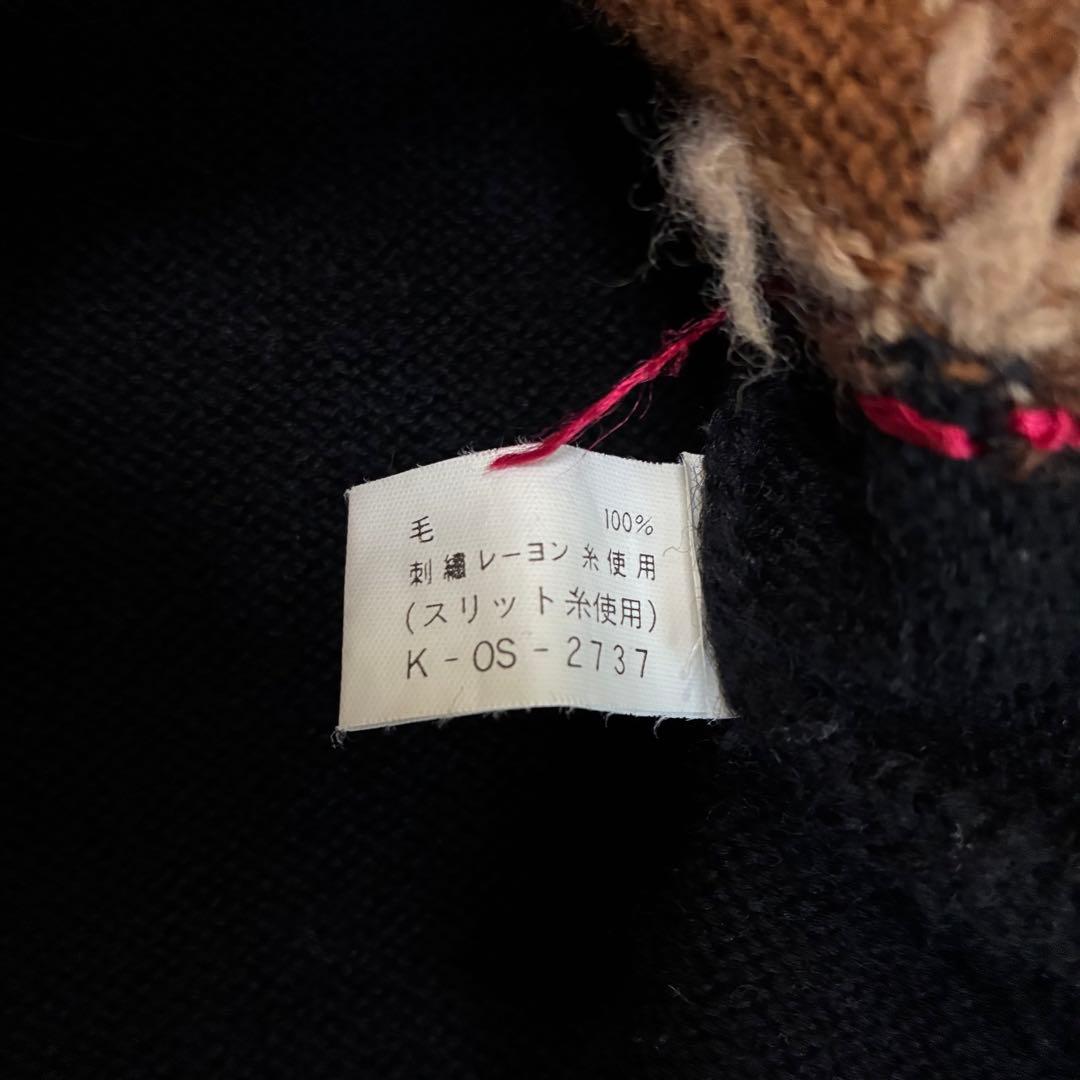 毛 100%
刺繍レーヨン糸使用
(スリット糸使用)
K-OS-2737